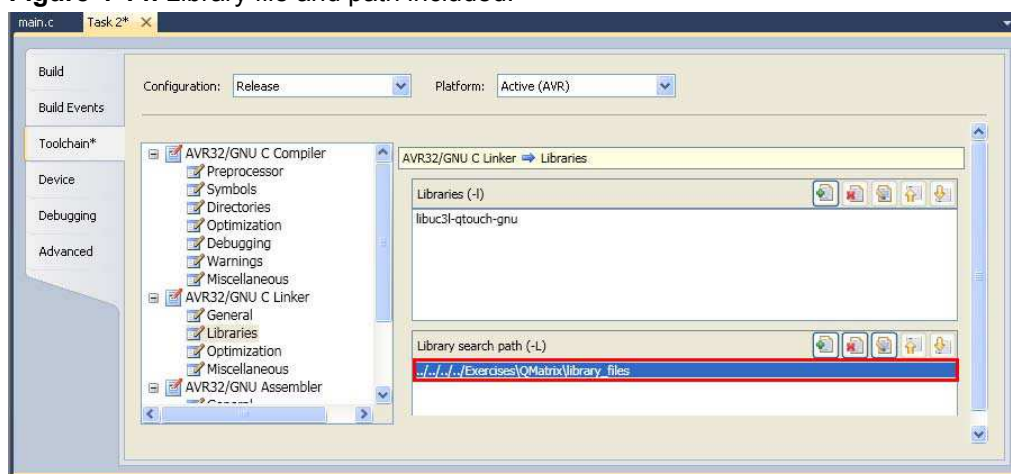 Figure 4-14. Library file and path included.
main.c Task 2*
Build
Build Events
Toolchain*
Device
Debugging
Advanced
Configuration: Release Platform: Active (AVR)
AVR32/GNU C Compiler
Preprocessor
Symbols
Directories
Optimization
Debugging
Warnings
Miscellaneous
AVR32/GNU C Linker
General
Libraries
Optimization
Miscellaneous
AVR32/GNU Assembler
General
AVR32/GNU C Linker Libraries
Libraries (-l)
libuc3l-qtouch-gnu
Library search path (-L)
../../../../Exercises\QMatrix\library_files